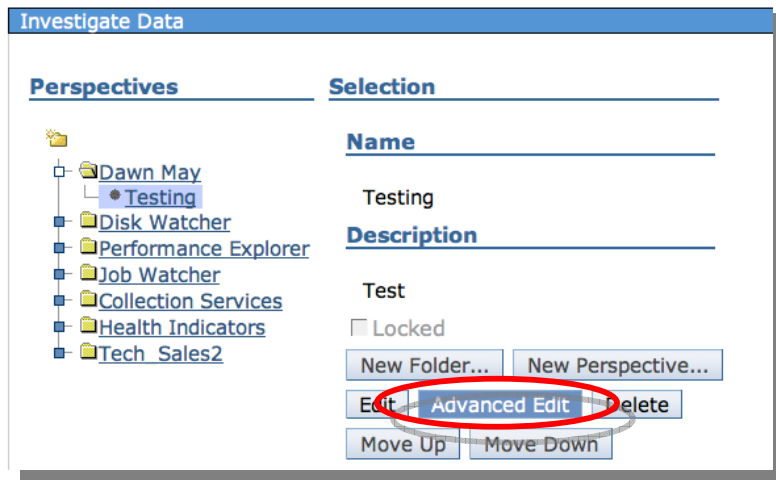 Investigate Data
Perspectives
Selection
Dawn May
Testing
Disk Watcher
Performance Explorer
Job Watcher
Collection Services
Health Indicators
Tech_Sales2
Name
Testing
Description
Test
Locked
New Folder... New Perspective...
Edit Advanced Edit Delete
Move Up Move Down